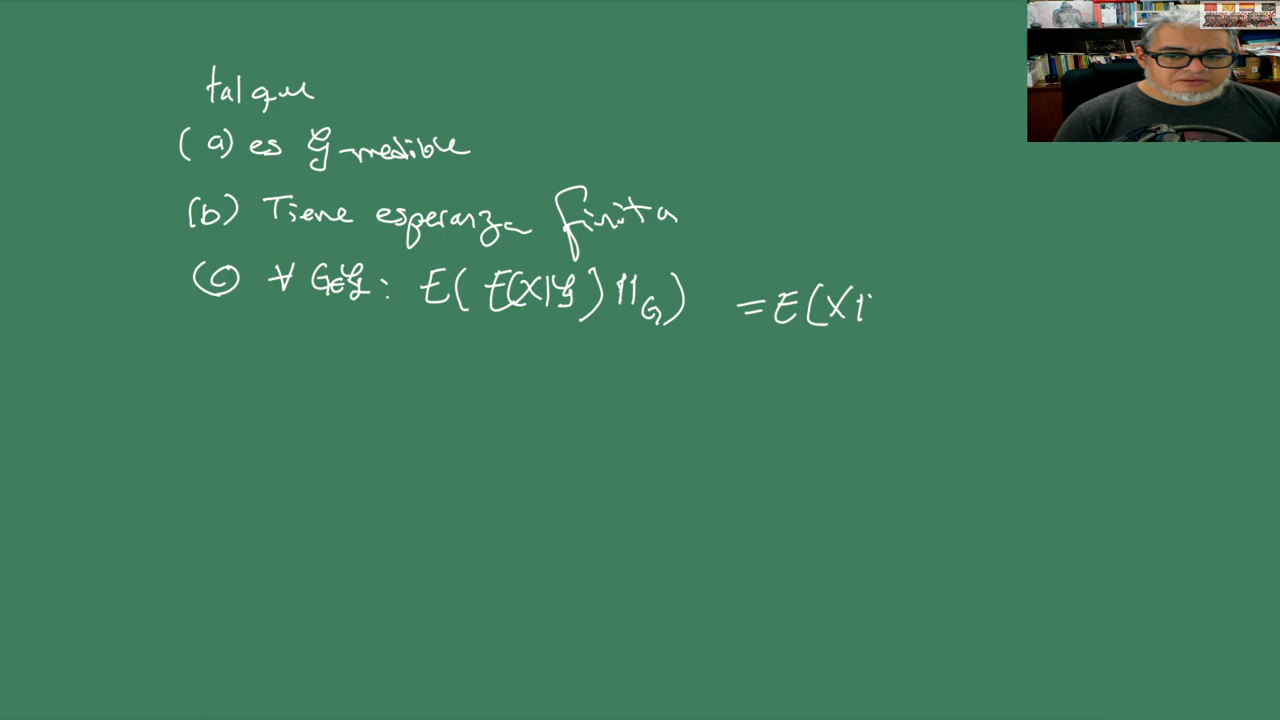 tal que
(a) es 𝒢-medible
(b) Tiene esperanza finita
(c) ∀ G∈𝒢: E( E(X|𝒢) 𝟙_G) = E(X1